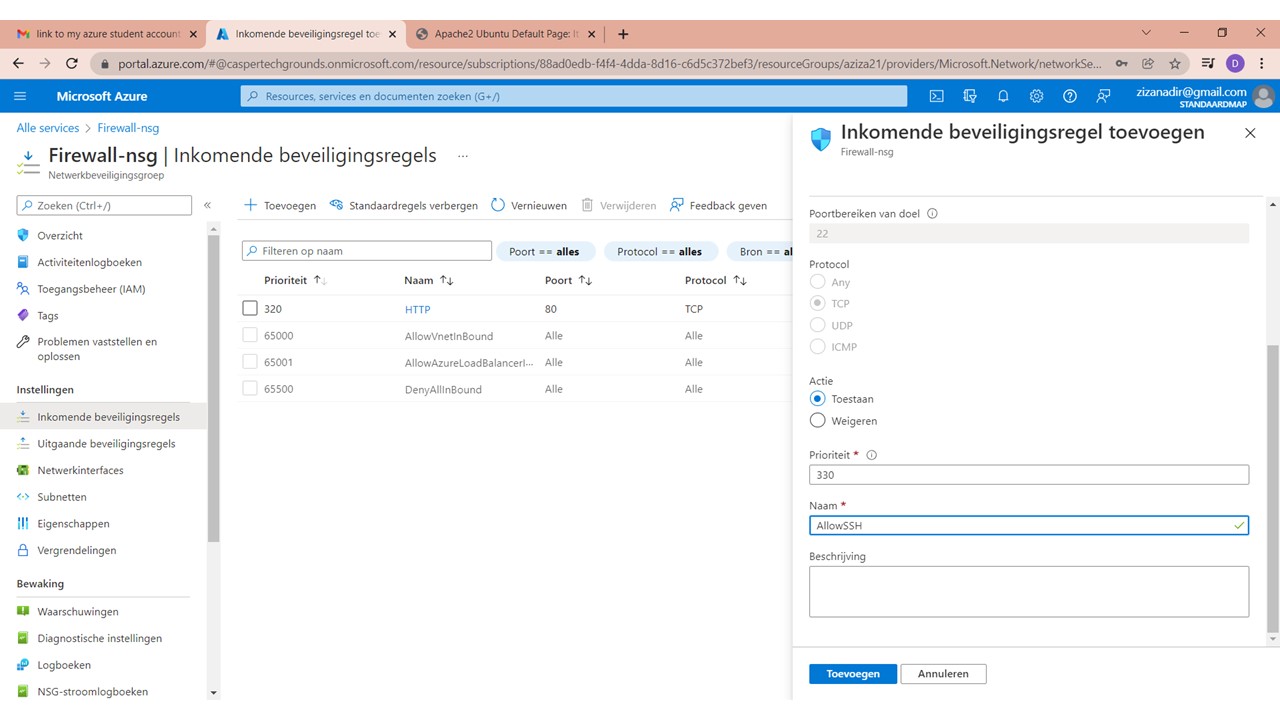 link to my azure student account
Inkomende beveiligingsregel toe
Apache2 Ubuntu Default Page: It
portal.azure.com/#@caspertechgrounds.onmicrosoft.com/resource/subscriptions/88ad0edb-f4f4-4dda-8d16-c6d5c372bef3/resourceGroups/aziza21/providers/Microsoft.Network/networkSe...
D
Microsoft Azure
Resources, services en documenten zoeken (G+/)
zizanadir@gmail.com
STANDAARDMAP
Alle services > Firewall-nsg
Firewall-nsg | Inkomende beveiligingsregels ...
Netwerkbeveiligingsgroep
Zoeken (Ctrl+/)
Overzicht
Activiteitenlogboeken
Toegangsbeheer (IAM)
Tags
Problemen vaststellen en
oplossen
Instellingen
Inkomende beveiligingsregels
Uitgaande beveiligingsregels
Netwerkinterfaces
Subnetten
Eigenschappen
Vergrendelingen
Bewaking
Waarschuwingen
Diagnostische instellingen
Logboeken
NSG-stroomlogboeken
Toevoegen Standaardregels verbergen Vernieuwen Verwijderen Feedback geven
Filteren op naam
Poort == alles Protocol == alles Bron == al
Prioriteit Naam Poort Protocol
320 HTTP 80 TCP
65000 AllowVnetInBound Alle Alle
65001 AllowAzureLoadBalancerI... Alle Alle
65500 DenyAllInBound Alle Alle
Inkomende beveiligingsregel toevoegen
Firewall-nsg
Poortbereiken van doel
22
Protocol
Any
TCP
UDP
ICMP
Actie
Toestaan
Weigeren
Prioriteit *
330
Naam *
AllowSSH
Beschrijving
Toevoegen Annuleren